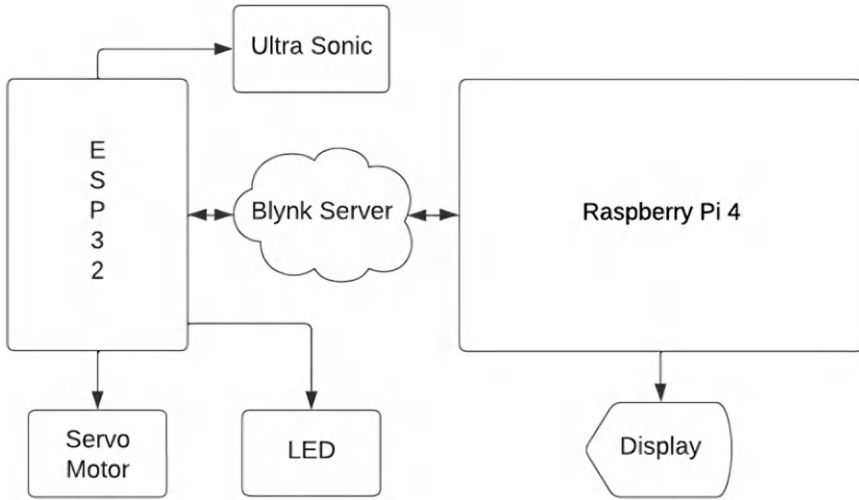 Ultra Sonic
E
S
P
3
2
Blynk Server
Raspberry Pi 4
Servo
Motor
LED
Display